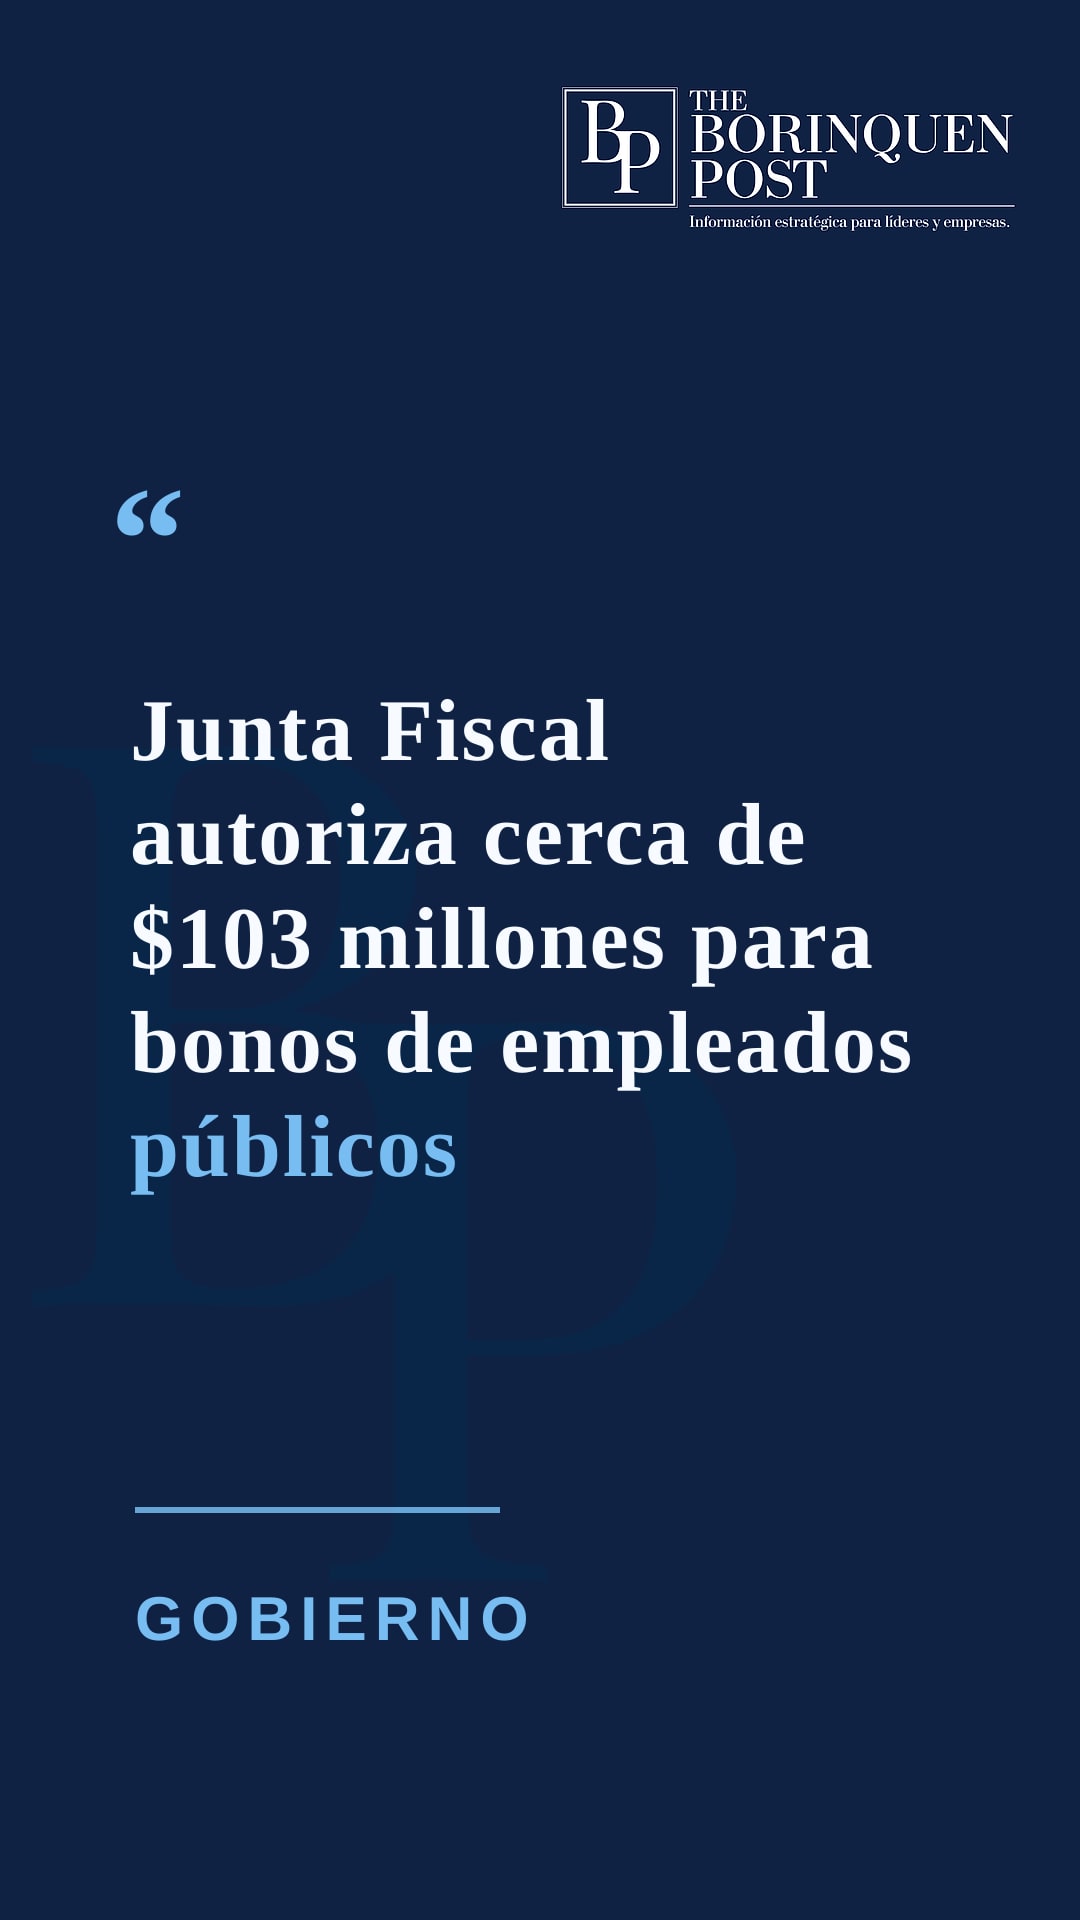 BP
THE
BORINQUEN
POST
Información estratégica para líderes y empresas.
“
Junta Fiscal
autoriza cerca de
$103 millones para
bonos de empleados
públicos
GOBIERNO